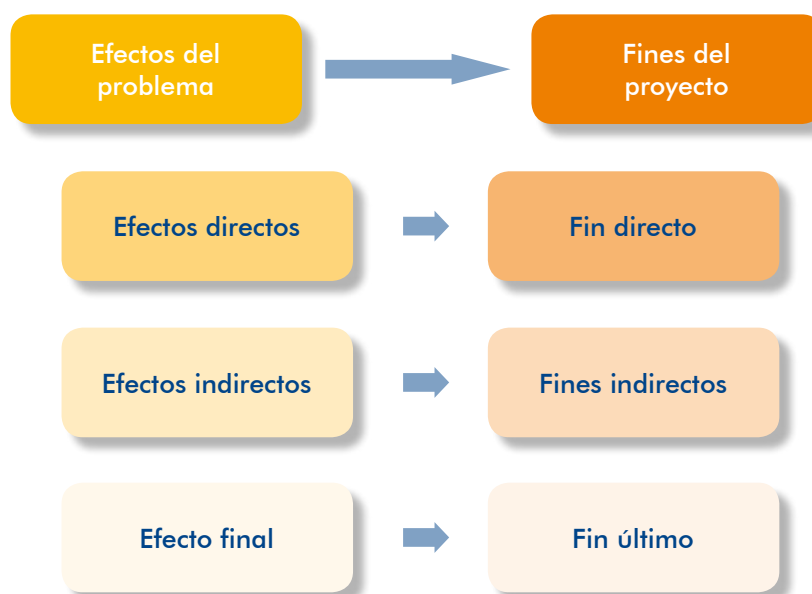 Efectos del
problema
Fines del
proyecto
Efectos directos
Fin directo
Efectos indirectos
Fines indirectos
Efecto final
Fin último